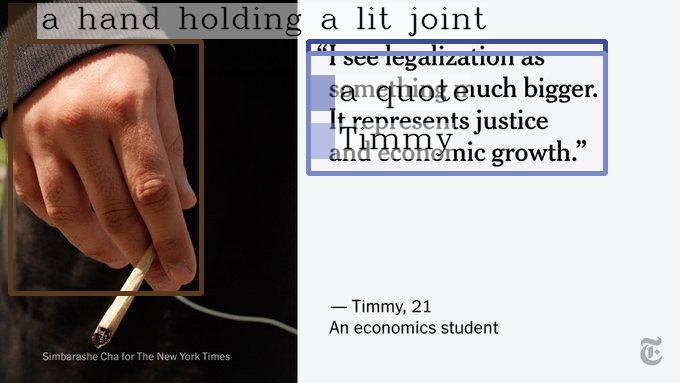 a hand holding a lit joint
“I see legalization as
something much bigger.
a quote
It represents justice
Timmy
and economic growth.”
— Timmy, 21
An economics student
Simbarashe Cha for The New York Times
T